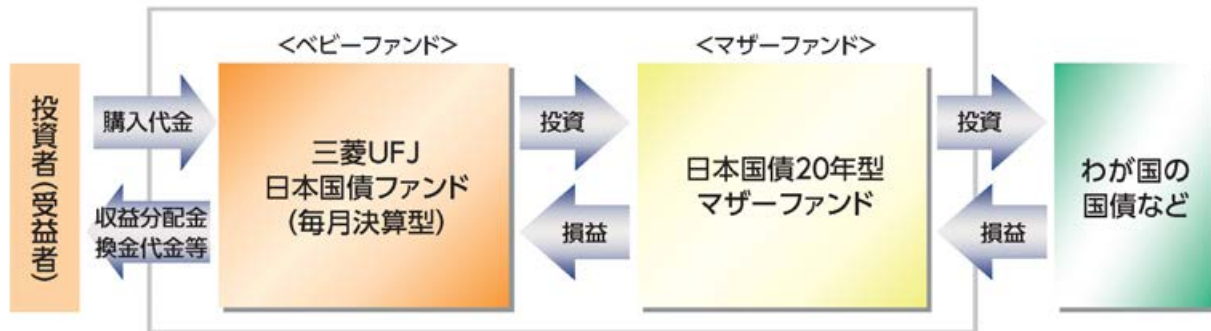 <ベビーファンド>
<マザーファンド>
投資者(受益者)
購入代金
収益分配金
換金代金等
三菱UFJ
日本国債ファンド
(毎月決算型)
投資
損益
日本国債20年型
マザーファンド
投資
損益
わが国の
国債など